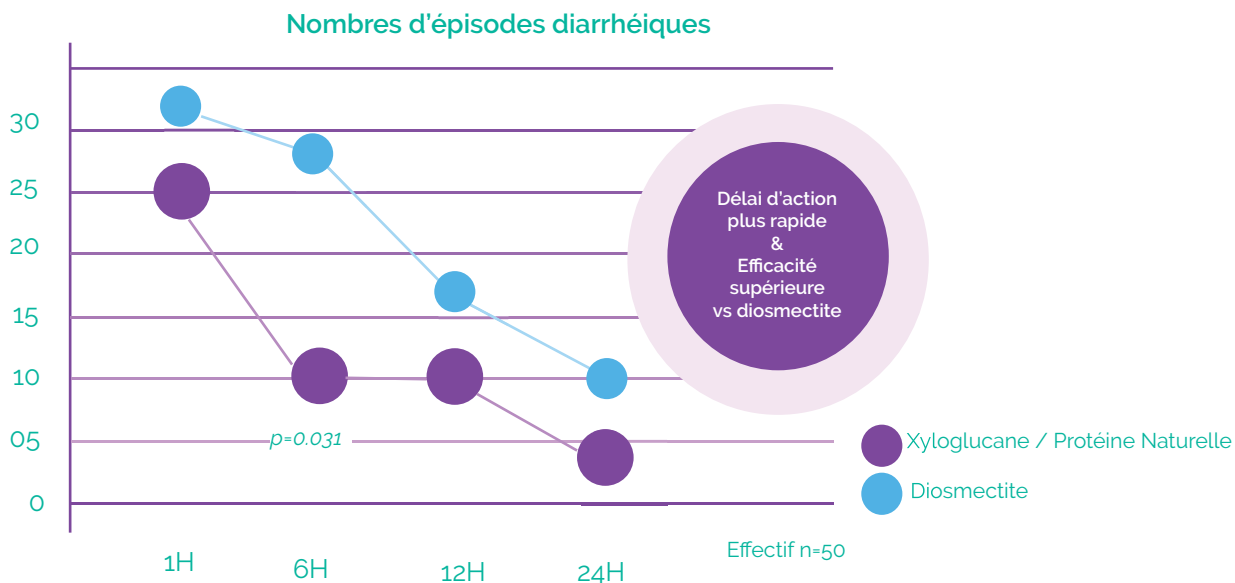 Nombres d'épisodes diarrhéiques
30
25
20
15
10
05
0
p=0.031
1H
6H
12H
24H
Délai d'action
plus rapide
&
Efficacité
supérieure
vs diosmectite
Xyloglucane / Protéine Naturelle
Diosmectite
Effectif n=50